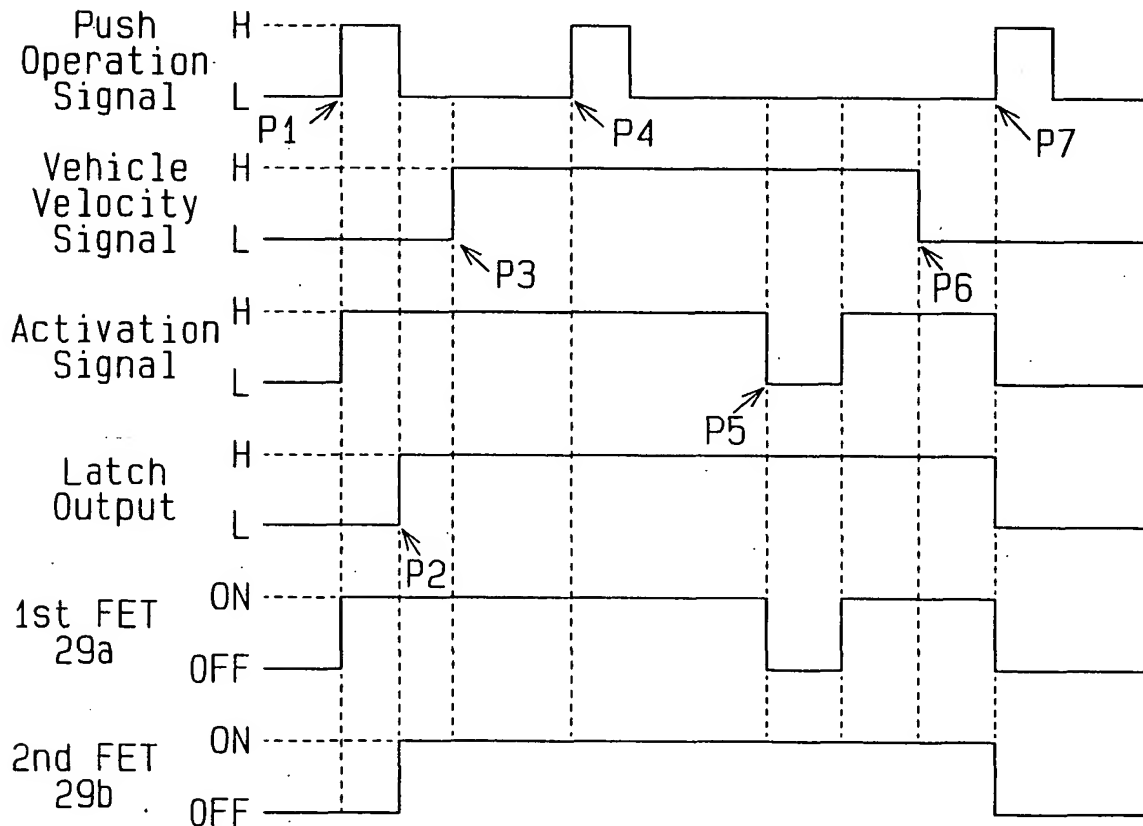 Push
Operation
Signal
H
L
P1
P4
P7
Vehicle
Velocity
Signal
H
L
P3
P6
Activation
Signal
H
L
P5
Latch
Output
H
L
P2
1st FET
29a
ON
OFF
2nd FET
29b
ON
OFF